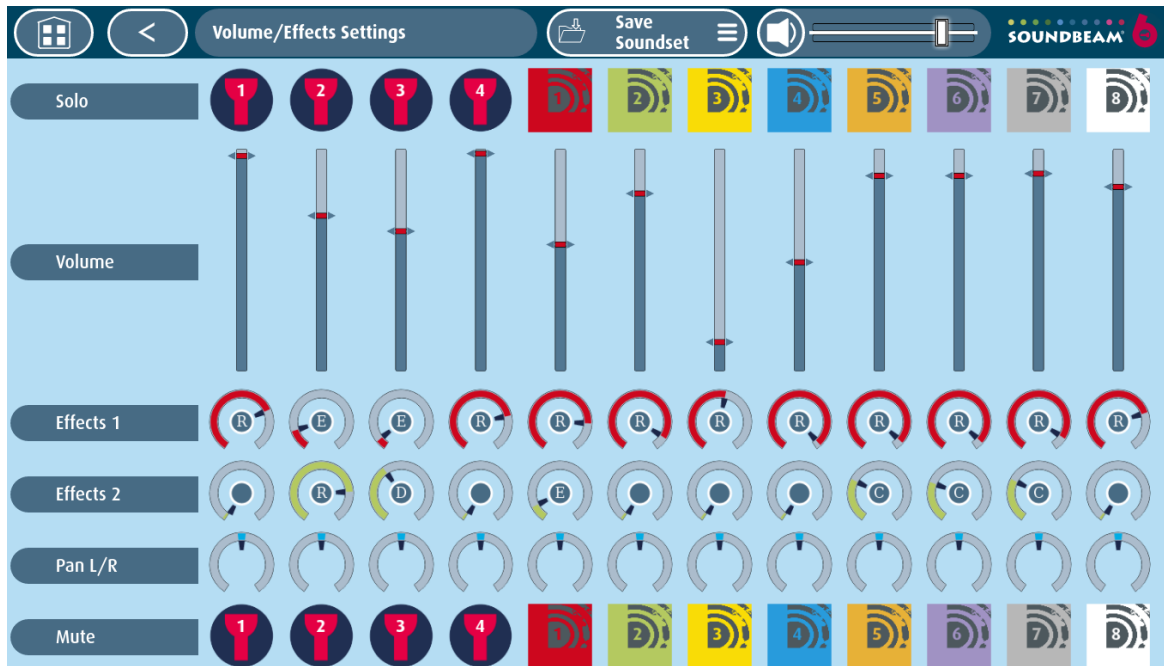 Volume/Effects Settings
Save
Soundset
SOUNDBEAM 6
Solo
1 2 3 4 1 2 3 4 5 6 7 8
Volume
Effects 1
R E E R R R R R R R R R
Effects 2
R D E C C C
Pan L/R
Mute
1 2 3 4 1 2 3 4 5 6 7 8